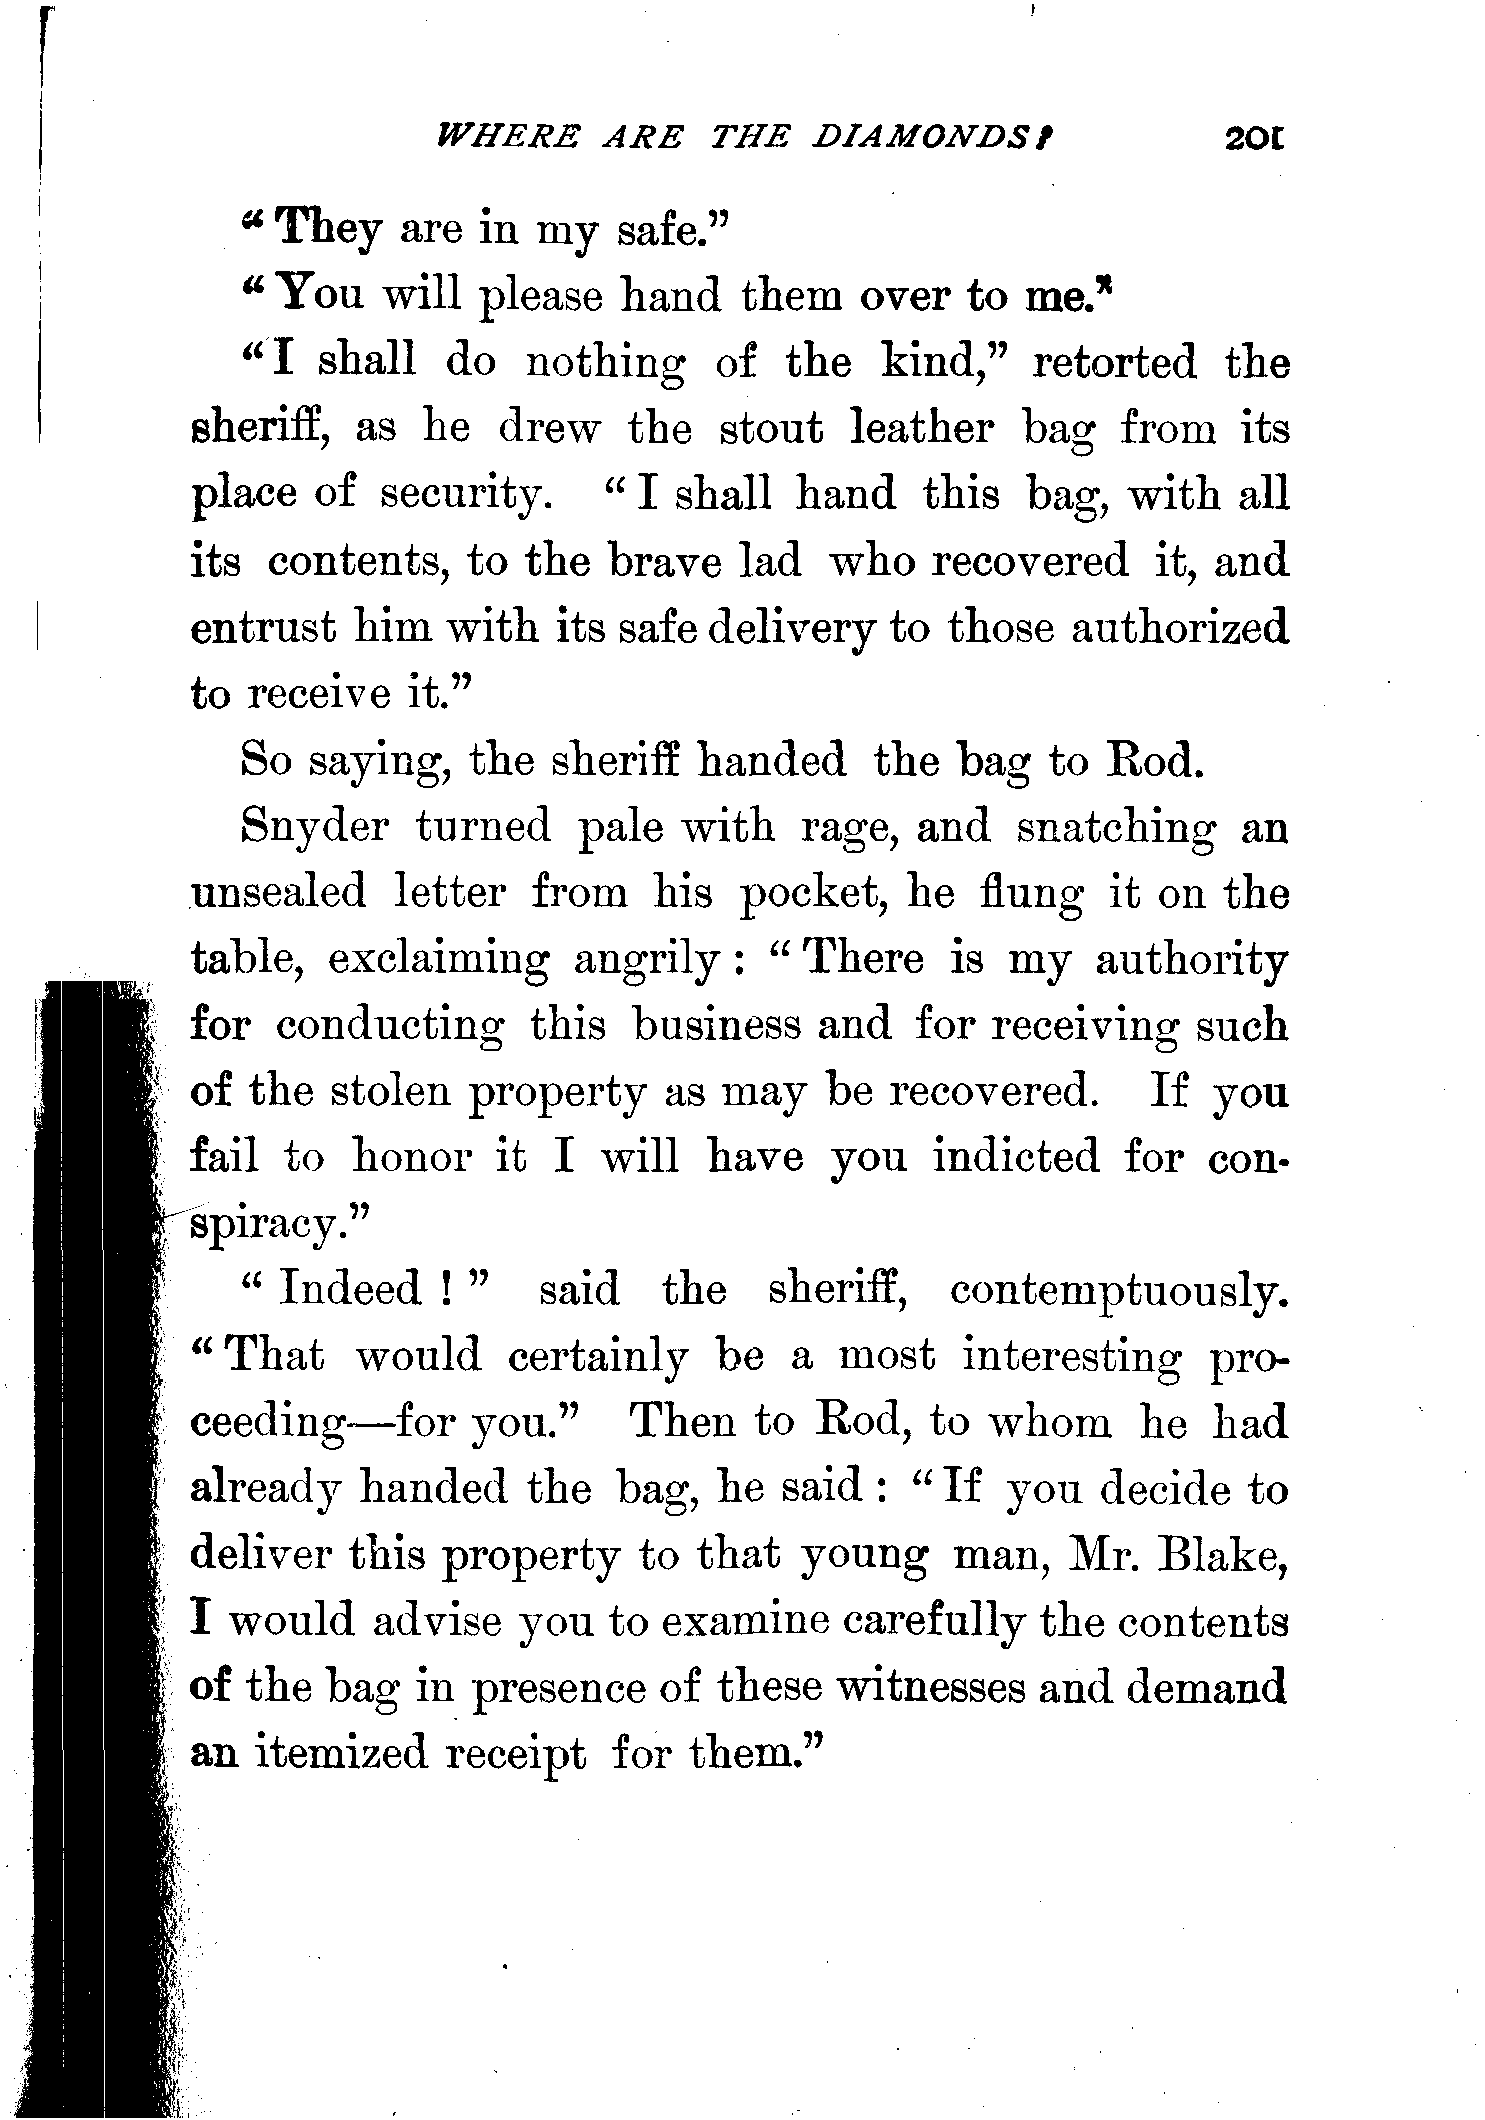 WHERE ARE THE DIAMONDS? 201
“They are in my safe.”
“You will please hand them over to me.”
“I shall do nothing of the kind,” retorted the
sheriff, as he drew the stout leather bag from its
place of security. “I shall hand this bag, with all
its contents, to the brave lad who recovered it, and
entrust him with its safe delivery to those authorized
to receive it.”
So saying, the sheriff handed the bag to Rod.
Snyder turned pale with rage, and snatching an
unsealed letter from his pocket, he flung it on the
table, exclaiming angrily : “There is my authority
for conducting this business and for receiving such
of the stolen property as may be recovered. If you
fail to honor it I will have you indicted for con-
spiracy.”
“Indeed ! ” said the sheriff, contemptuously.
“That would certainly be a most interesting pro-
ceeding—for you.” Then to Rod, to whom he had
already handed the bag, he said : “If you decide to
deliver this property to that young man, Mr. Blake,
I would advise you to examine carefully the contents
of the bag in presence of these witnesses and demand
an itemized receipt for them.”